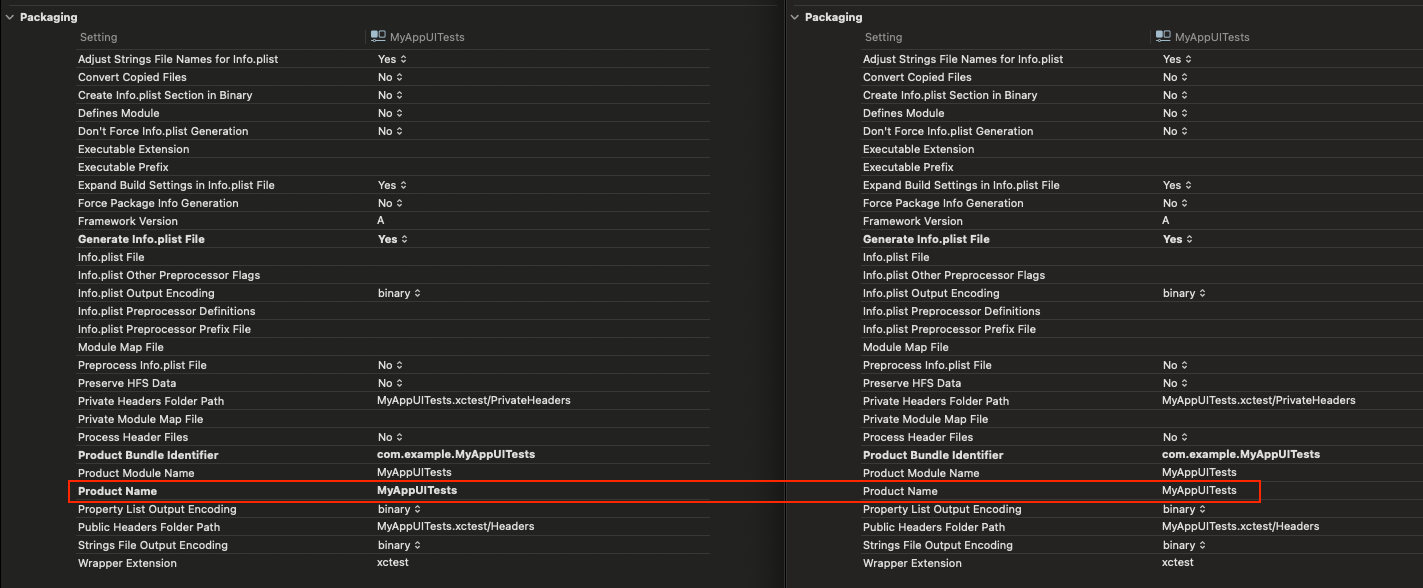 Packaging
Setting MyAppUITests
Adjust Strings File Names for Info.plist Yes
Convert Copied Files No
Create Info.plist Section in Binary No
Defines Module No
Don't Force Info.plist Generation No
Executable Extension
Executable Prefix
Expand Build Settings in Info.plist File Yes
Force Package Info Generation No
Framework Version A
Generate Info.plist File Yes
Info.plist File
Info.plist Other Preprocessor Flags
Info.plist Output Encoding binary
Info.plist Preprocessor Definitions
Info.plist Preprocessor Prefix File
Module Map File
Preprocess Info.plist File No
Preserve HFS Data No
Private Headers Folder Path MyAppUITests.xctest/PrivateHeaders
Private Module Map File
Process Header Files No
Product Bundle Identifier com.example.MyAppUITests
Product Module Name MyAppUITests
Product Name MyAppUITests
Property List Output Encoding binary
Public Headers Folder Path MyAppUITests.xctest/Headers
Strings File Output Encoding binary
Wrapper Extension xctest
Packaging
Setting MyAppUITests
Adjust Strings File Names for Info.plist Yes
Convert Copied Files No
Create Info.plist Section in Binary No
Defines Module No
Don't Force Info.plist Generation No
Executable Extension
Executable Prefix
Expand Build Settings in Info.plist File Yes
Force Package Info Generation No
Framework Version A
Generate Info.plist File Yes
Info.plist File
Info.plist Other Preprocessor Flags
Info.plist Output Encoding binary
Info.plist Preprocessor Definitions
Info.plist Preprocessor Prefix File
Module Map File
Preprocess Info.plist File No
Preserve HFS Data No
Private Headers Folder Path MyAppUITests.xctest/PrivateHeaders
Private Module Map File
Process Header Files No
Product Bundle Identifier com.example.MyAppUITests
Product Module Name MyAppUITests
Product Name MyAppUITests
Property List Output Encoding binary
Public Headers Folder Path MyAppUITests.xctest/Headers
Strings File Output Encoding binary
Wrapper Extension xctest